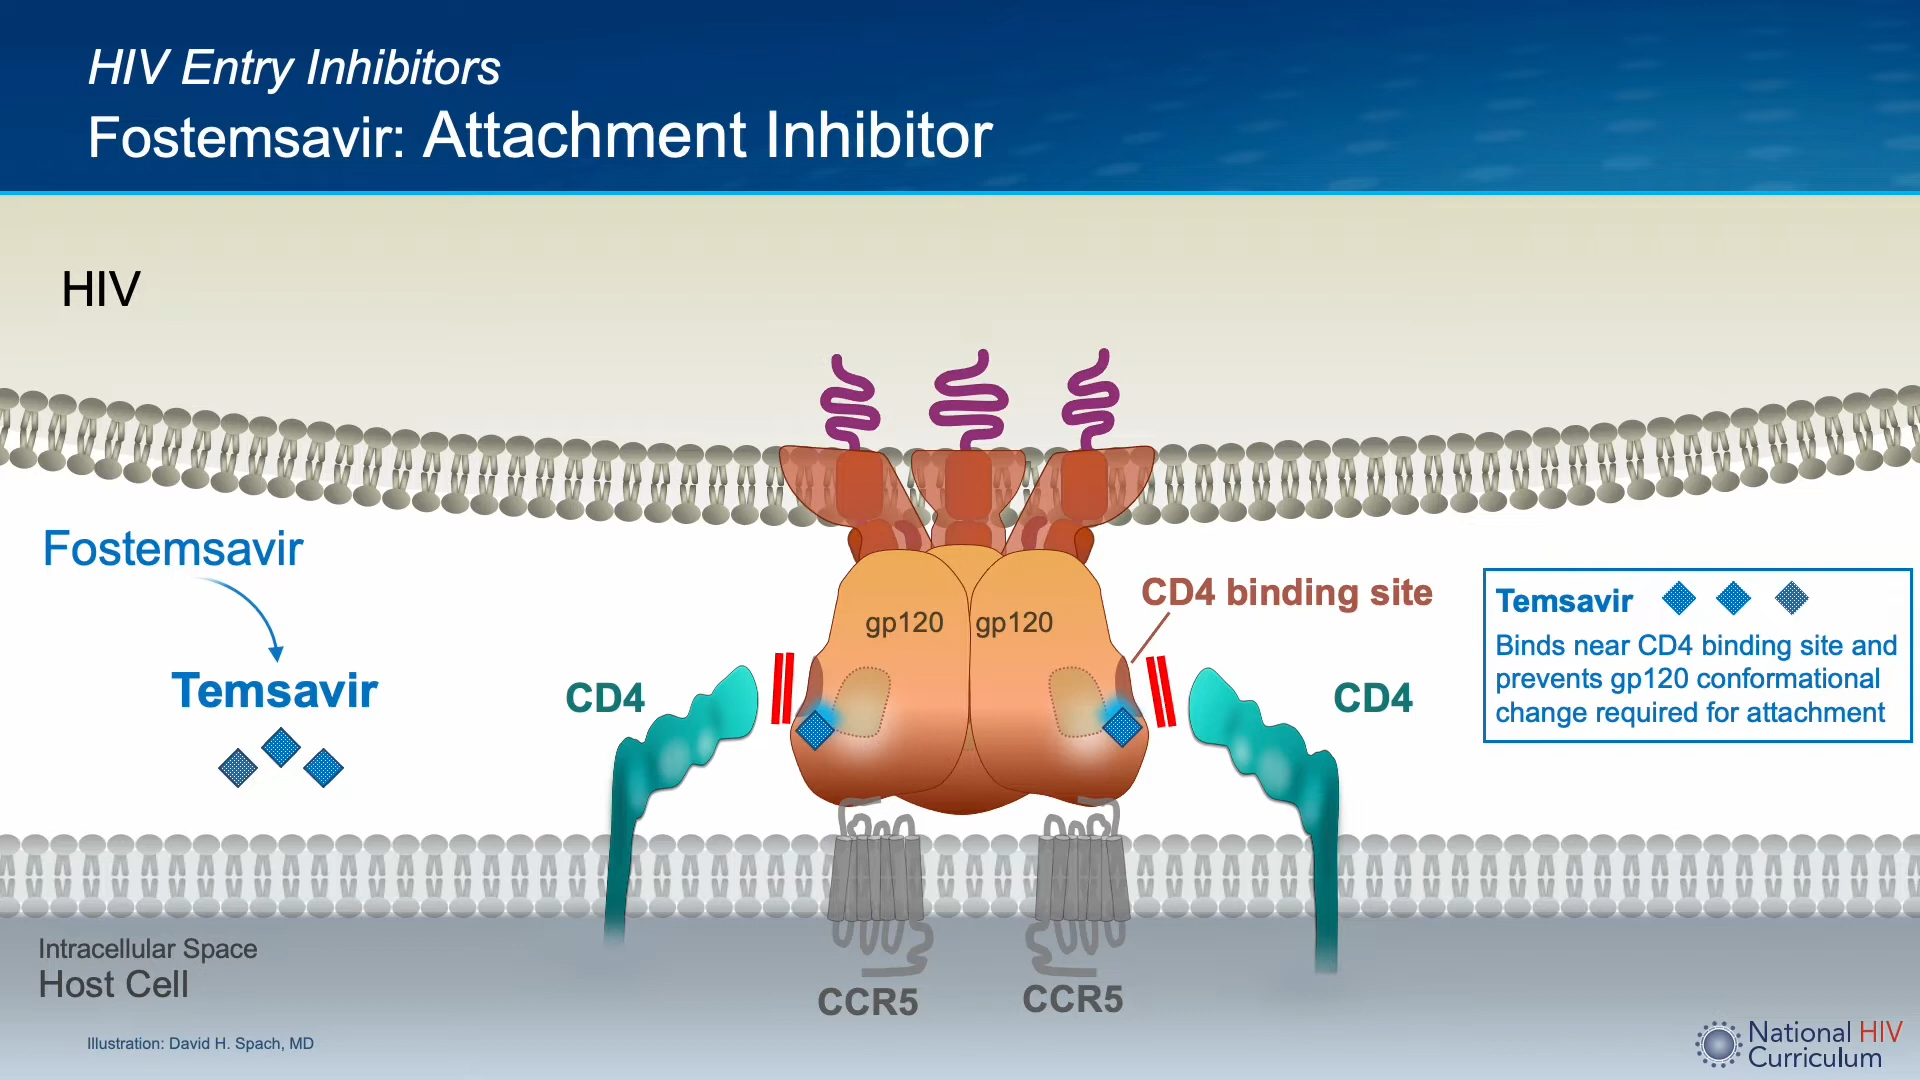 HIV Entry Inhibitors
Fostemsavir: Attachment Inhibitor
HIV
Fostemsavir
Temsavir
CD4
gp120
gp120
CD4 binding site
CD4
Temsavir
Binds near CD4 binding site and
prevents gp120 conformational
change required for attachment
Intracellular Space
Host Cell
CCR5
CCR5
Illustration: David H. Spach, MD
National HIV
Curriculum